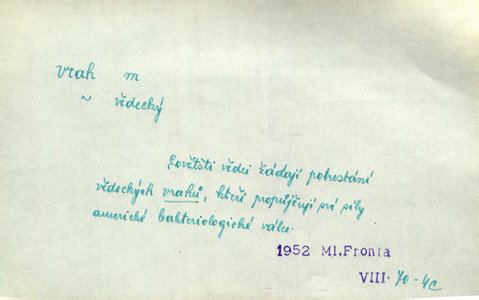 vrah m
~ vědecký
Sovětští vědci žádají potrestání
vědeckých vrahů, kteří propůjčují své síly
americké bakteriologické válce.
1952 Ml.Fronta
VIII. 70-4c